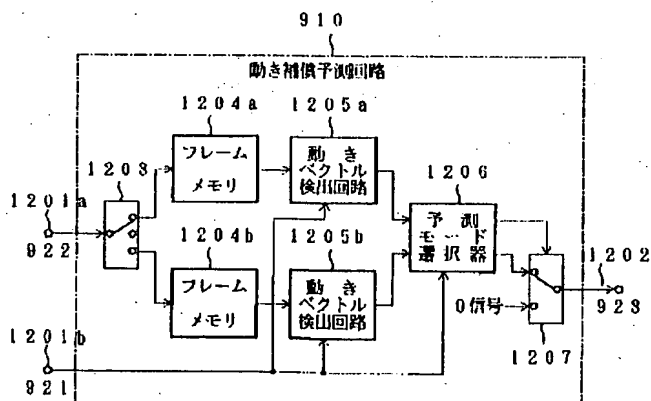 910
動き補償予測回路
1204a
1205a
1203
フレーム
メモリ
動き
ベクトル
検出回路
1206
1201a
922
1204b
1205b
予測
モード
選択器
1202
923
フレーム
メモリ
動き
ベクトル
検出回路
0信号
1207
1201b
921